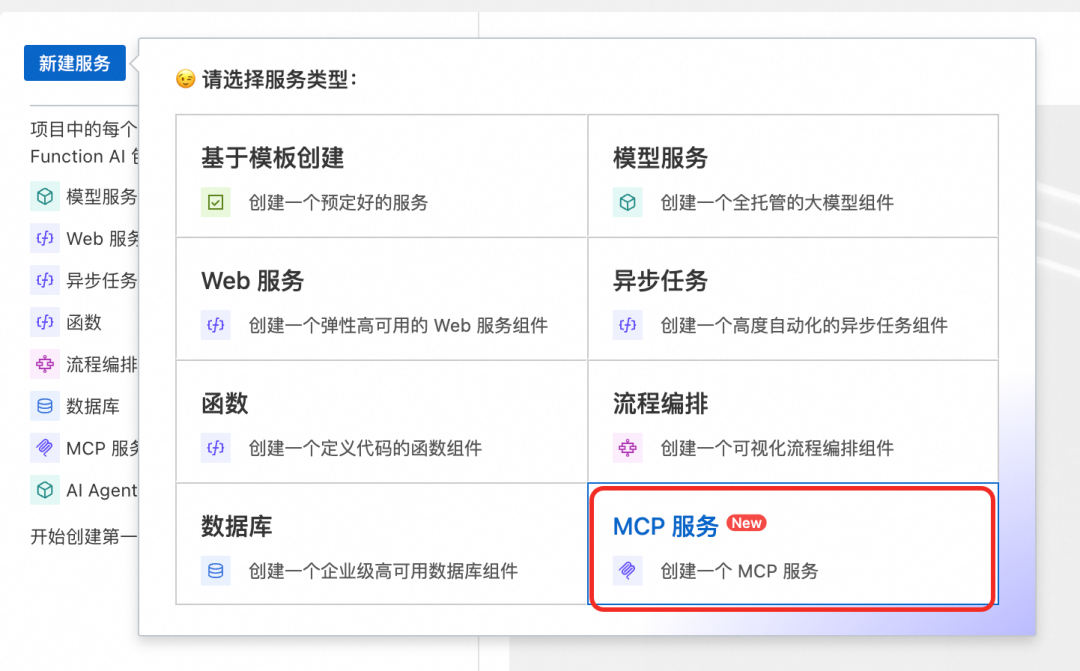 新建服务
项目中的每个
Function AI
模型服务
Web 服务
异步任务
函数
流程编排
数据库
MCP 服务
AI Agent
开始创建第一
😉 请选择服务类型:
基于模板创建
创建一个预定好的服务
模型服务
创建一个全托管的大模型组件
Web 服务
创建一个弹性高可用的 Web 服务组件
异步任务
创建一个高度自动化的异步任务组件
函数
创建一个定义代码的函数组件
流程编排
创建一个可视化流程编排组件
数据库
创建一个企业级高可用数据库组件
MCP 服务 New
创建一个 MCP 服务